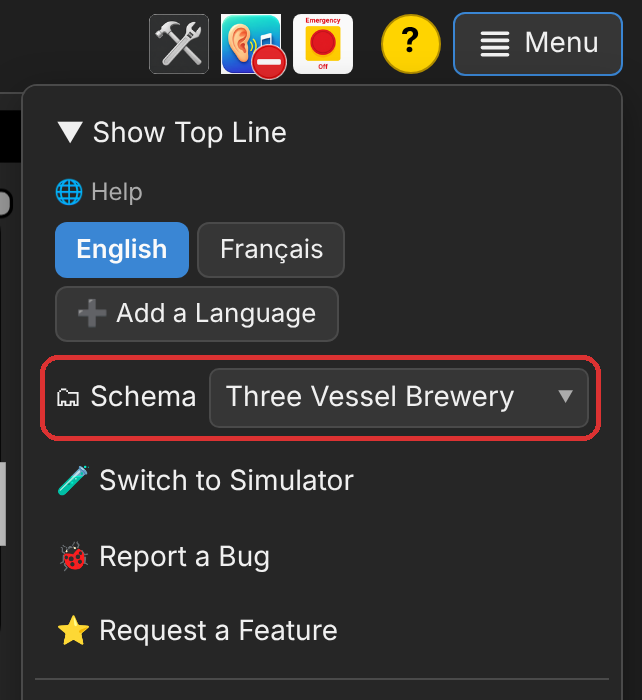 Emergency
Off
?
Menu
▼ Show Top Line
Help
English
Français
Add a Language
Schema
Three Vessel Brewery ▼
Switch to Simulator
Report a Bug
Request a Feature